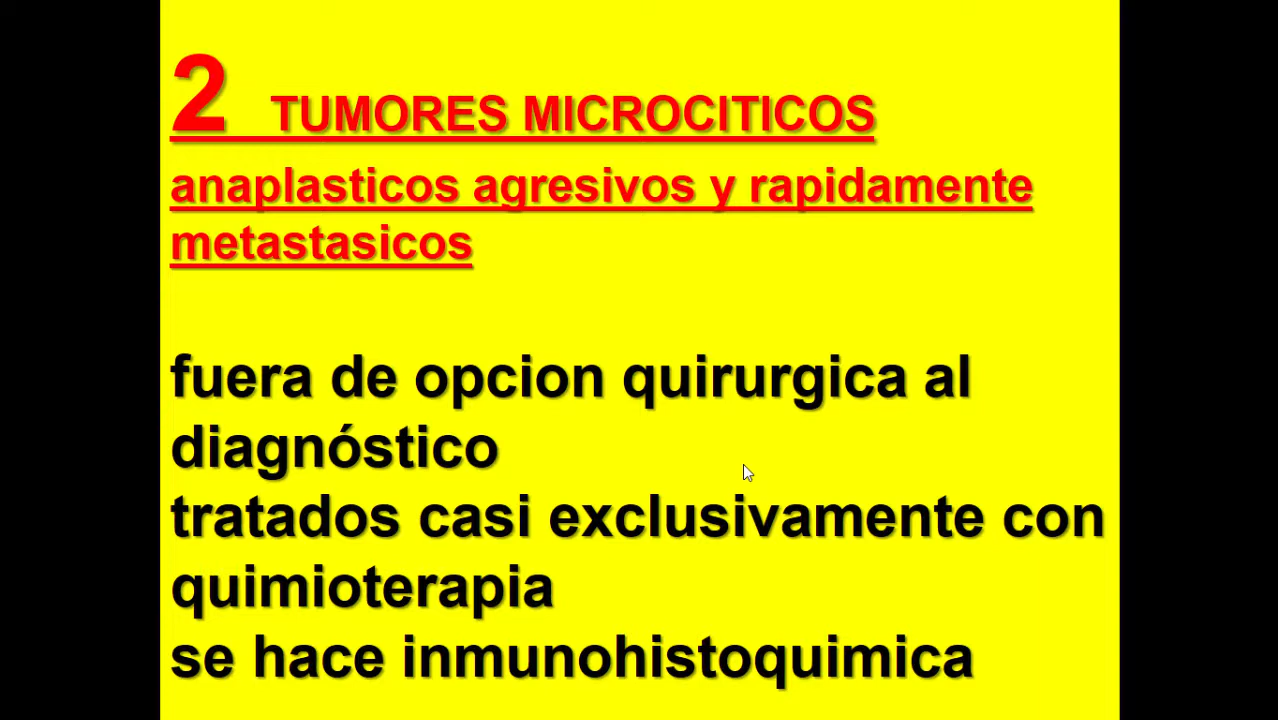 2 TUMORES MICROCITICOS
anaplasticos agresivos y rapidamente
metastasicos
fuera de opcion quirurgica al
diagnóstico
tratados casi exclusivamente con
quimioterapia
se hace inmunohistoquimica